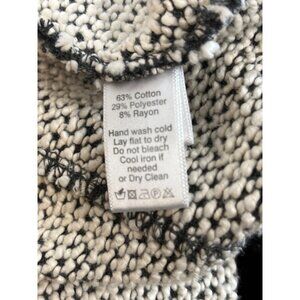 63% Cotton
29% Polyester
8% Rayon
Hand wash cold
Lay flat to dry
Do not bleach
Cool iron if
needed
or Dry Clean